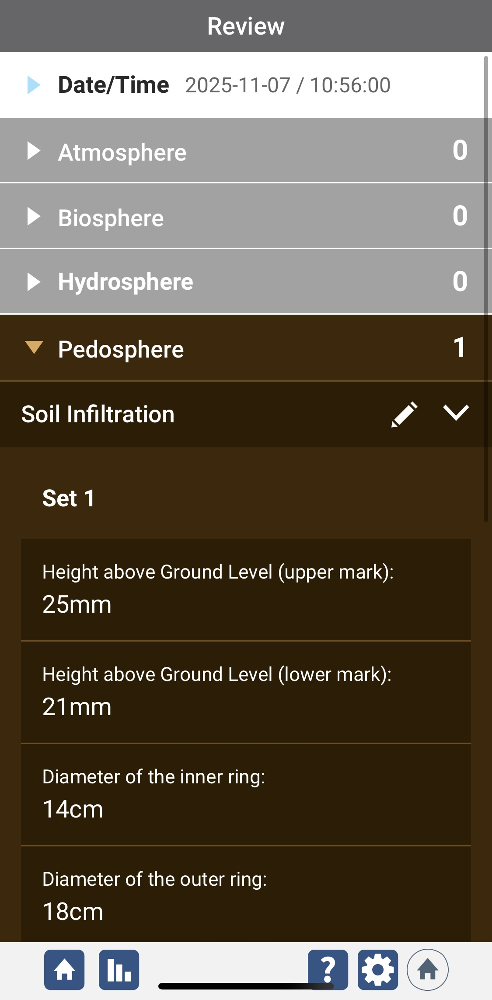 Review
Date/Time 2025-11-07 / 10:56:00
Atmosphere 0
Biosphere 0
Hydrosphere 0
Pedosphere 1
Soil Infiltration
Set 1
Height above Ground Level (upper mark):
25mm
Height above Ground Level (lower mark):
21mm
Diameter of the inner ring:
14cm
Diameter of the outer ring:
18cm
?